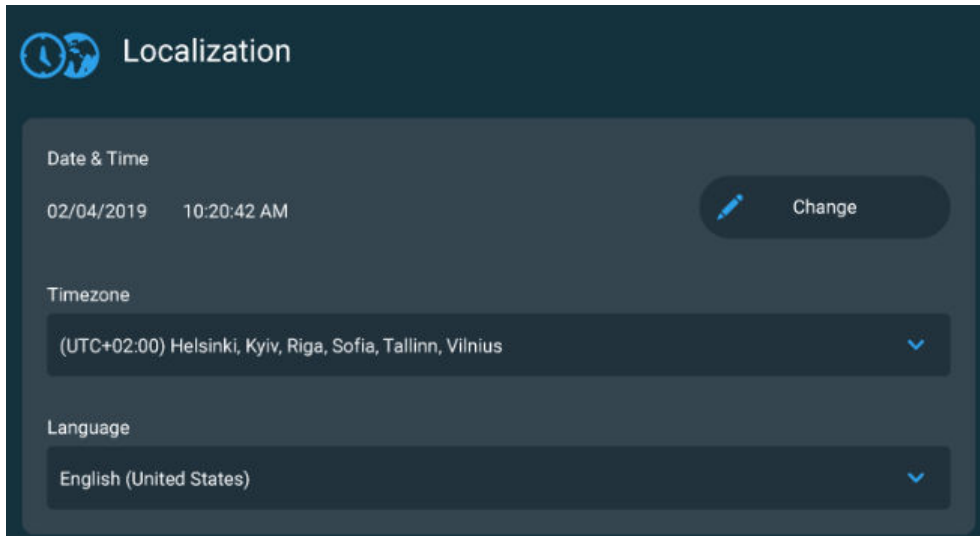 Localization
Date & Time
02/04/2019 10:20:42 AM
Change
Timezone
(UTC+02:00) Helsinki, Kyiv, Riga, Sofia, Tallinn, Vilnius
Language
English (United States)